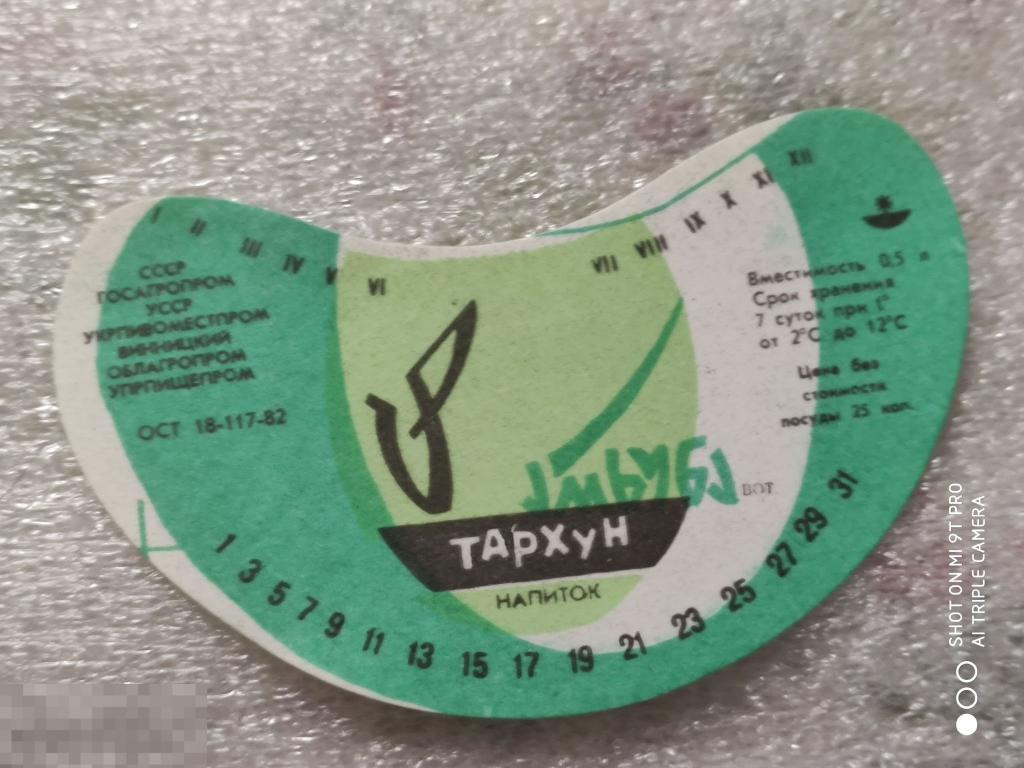 I II III IV V VI VII VIII IX X XI XII
СССР
ГОСАГРОПРОМ
УССР
УКРПИВОМЕСТПРОМ
ВИННИЦКИЙ
ОБЛАГРОПРОМ
УПРПИЩЕПРОМ
ОСТ 18-117-82
Вместимость 0,5 л
Срок хранения
7 суток при t°
от 2°С до 12°С
Цена без
стоимости
посуды 25 коп.
ВОТ
ТАРХУН
НАПИТОК
1 3 5 7 9 11 13 15 17 19 21 23 25 27 29 31
SHOT ON MI 9T PRO
AI TRIPLE CAMERA